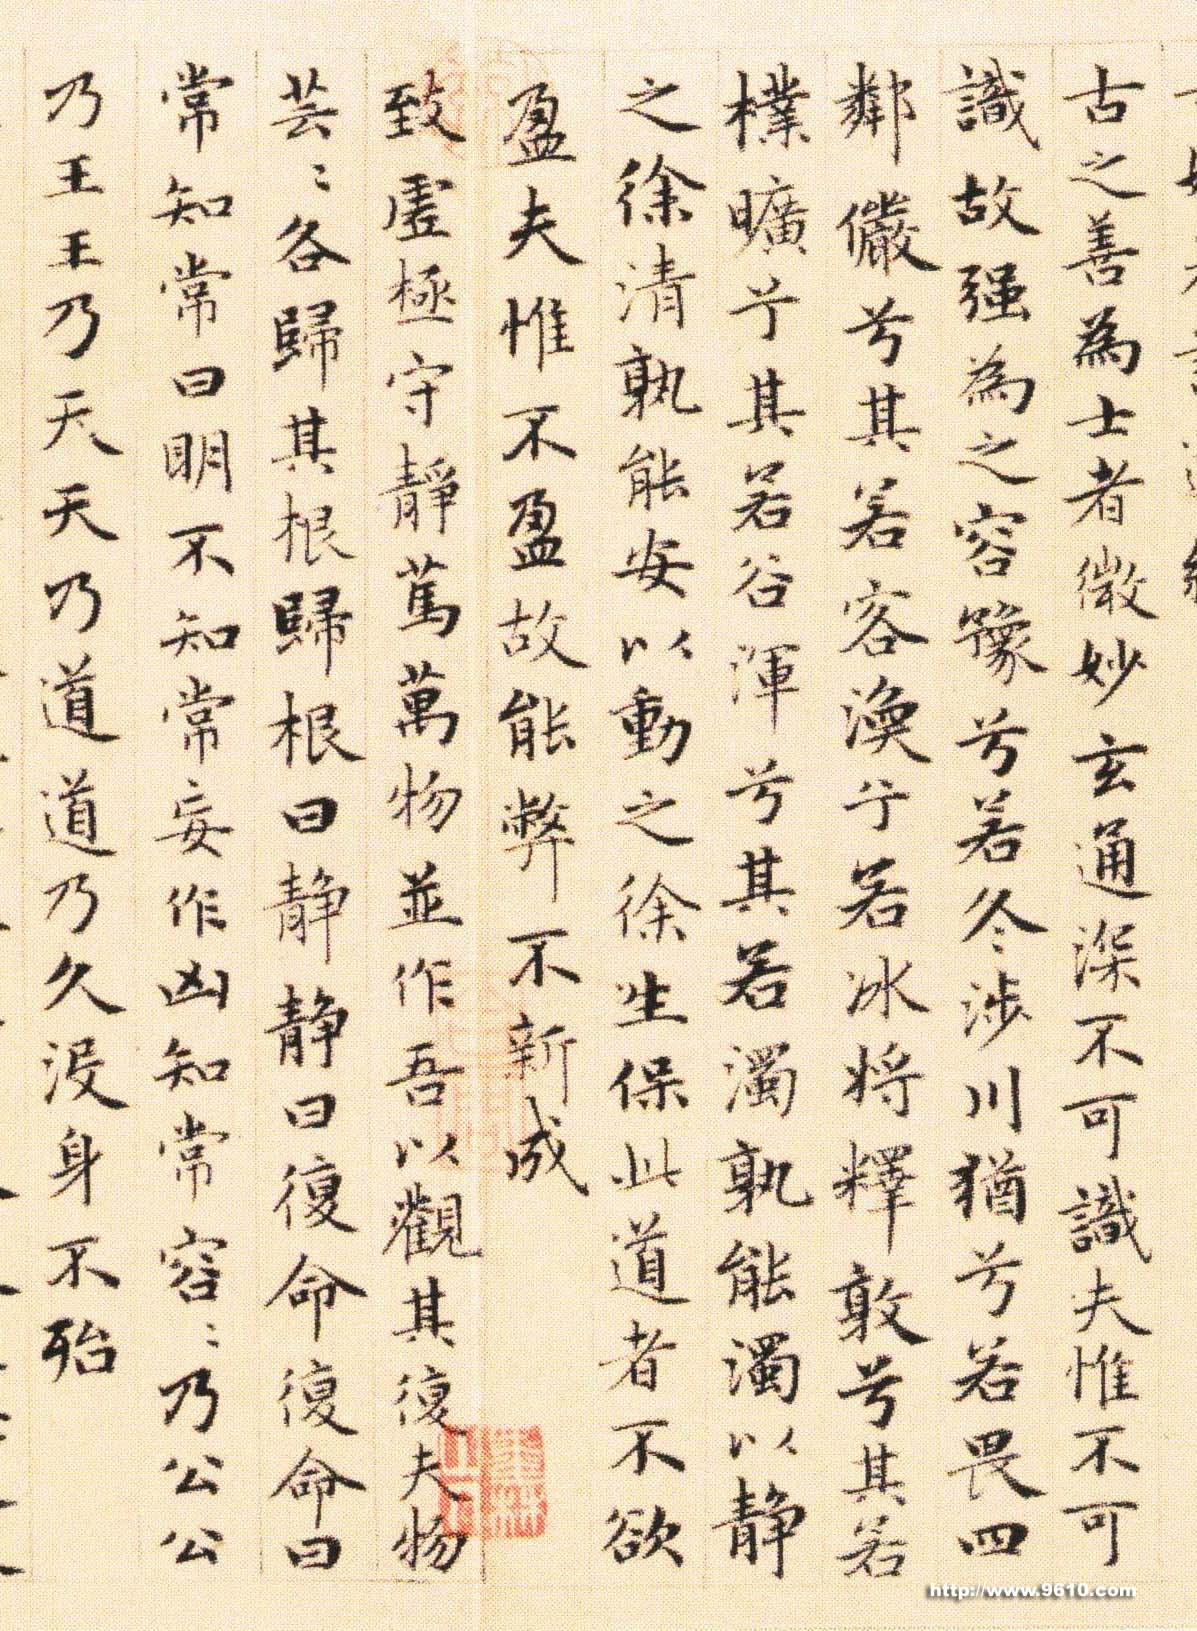 古之善為士者微妙玄通深不可識夫惟不可
識故强為之容豫兮若冬涉川猶兮若畏四
鄰儼兮其若客渙兮若冰將釋敦兮其若
樸曠兮其若谷渾兮其若濁孰能濁以静
之徐清孰能安以動之徐生保此道者不欲
盈夫惟不盈故能弊不新成
致虛極守靜篤萬物並作吾以觀其復夫物
芸〻各歸其根歸根曰静静曰復命復命曰
常知常曰明不知常妄作凶知常容〻乃公公
乃王王乃天天乃道道乃久沒身不殆
http://www.9610.com